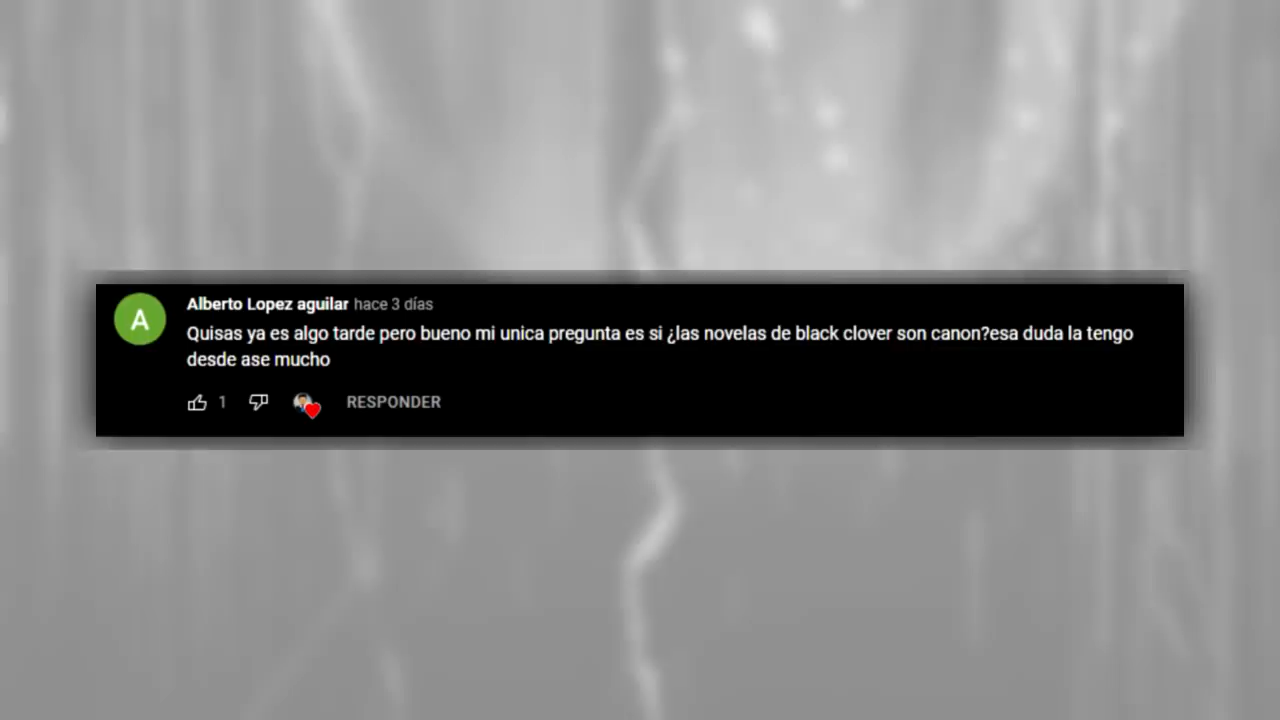 A
Alberto Lopez aguilar hace 3 días
Quisas ya es algo tarde pero bueno mi unica pregunta es si ¿las novelas de black clover son canon?esa duda la tengo
desde ase mucho
1 RESPONDER